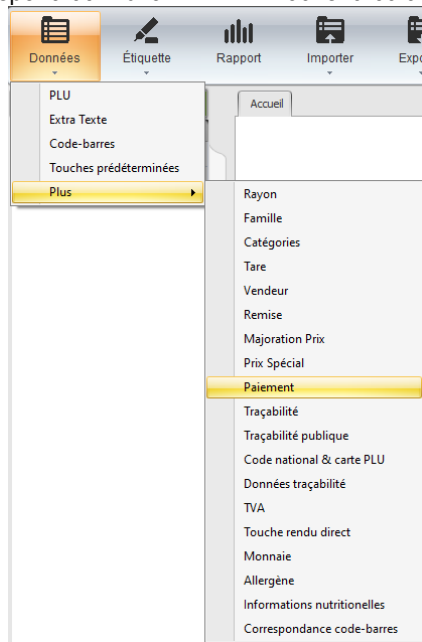 Données Étiquette Rapport Importer
PLU
Extra Texte
Code-barres
Touches prédéterminées
Plus
Accueil
Rayon
Famille
Catégories
Tare
Vendeur
Remise
Majoration Prix
Prix Spécial
Paiement
Traçabilité
Traçabilité publique
Code national & carte PLU
Données traçabilité
TVA
Touche rendu direct
Monnaie
Allergène
Informations nutritionelles
Correspondance code-barres